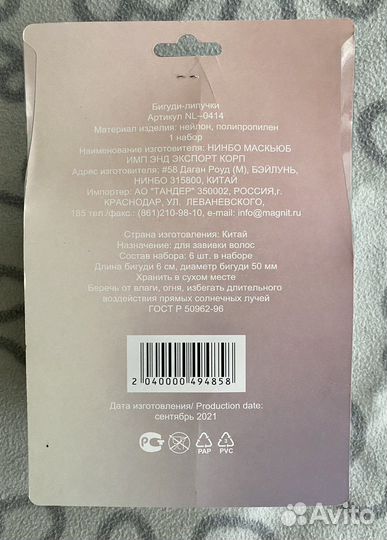 Бигуди-липучки
Артикул NL-0414
Материал изделия: нейлон, полипропилен
1 набор
Наименование изготовителя: НИНБО МАСКЬЮБ
ИМП ЭНД ЭКСПОРТ КОРП
Адрес изготовителя: #58 Даган Роуд (М), БЭЙЛУНЬ,
НИНБО 315800, КИТАЙ
Импортер: АО "ТАНДЕР" 350002, РОССИЯ,г.
КРАСНОДАР, УЛ. ЛЕВАНЕВСКОГО,
185 тел./факс.: (861)210-98-10, e-mail: info@magnit.ru
Страна изготовления: Китай
Назначение: для завивки волос
Состав набора: 6 шт. в наборе
Длина бигуди 6 см, диаметр бигуди 50 мм
Хранить в сухом месте
Беречь от влаги, огня, избегать длительного
воздействия прямых солнечных лучей
ГОСТ Р 50962-96
2 040000 494858
Дата изготовления/ Production date:
сентябрь 2021
PAP PVC
Avito